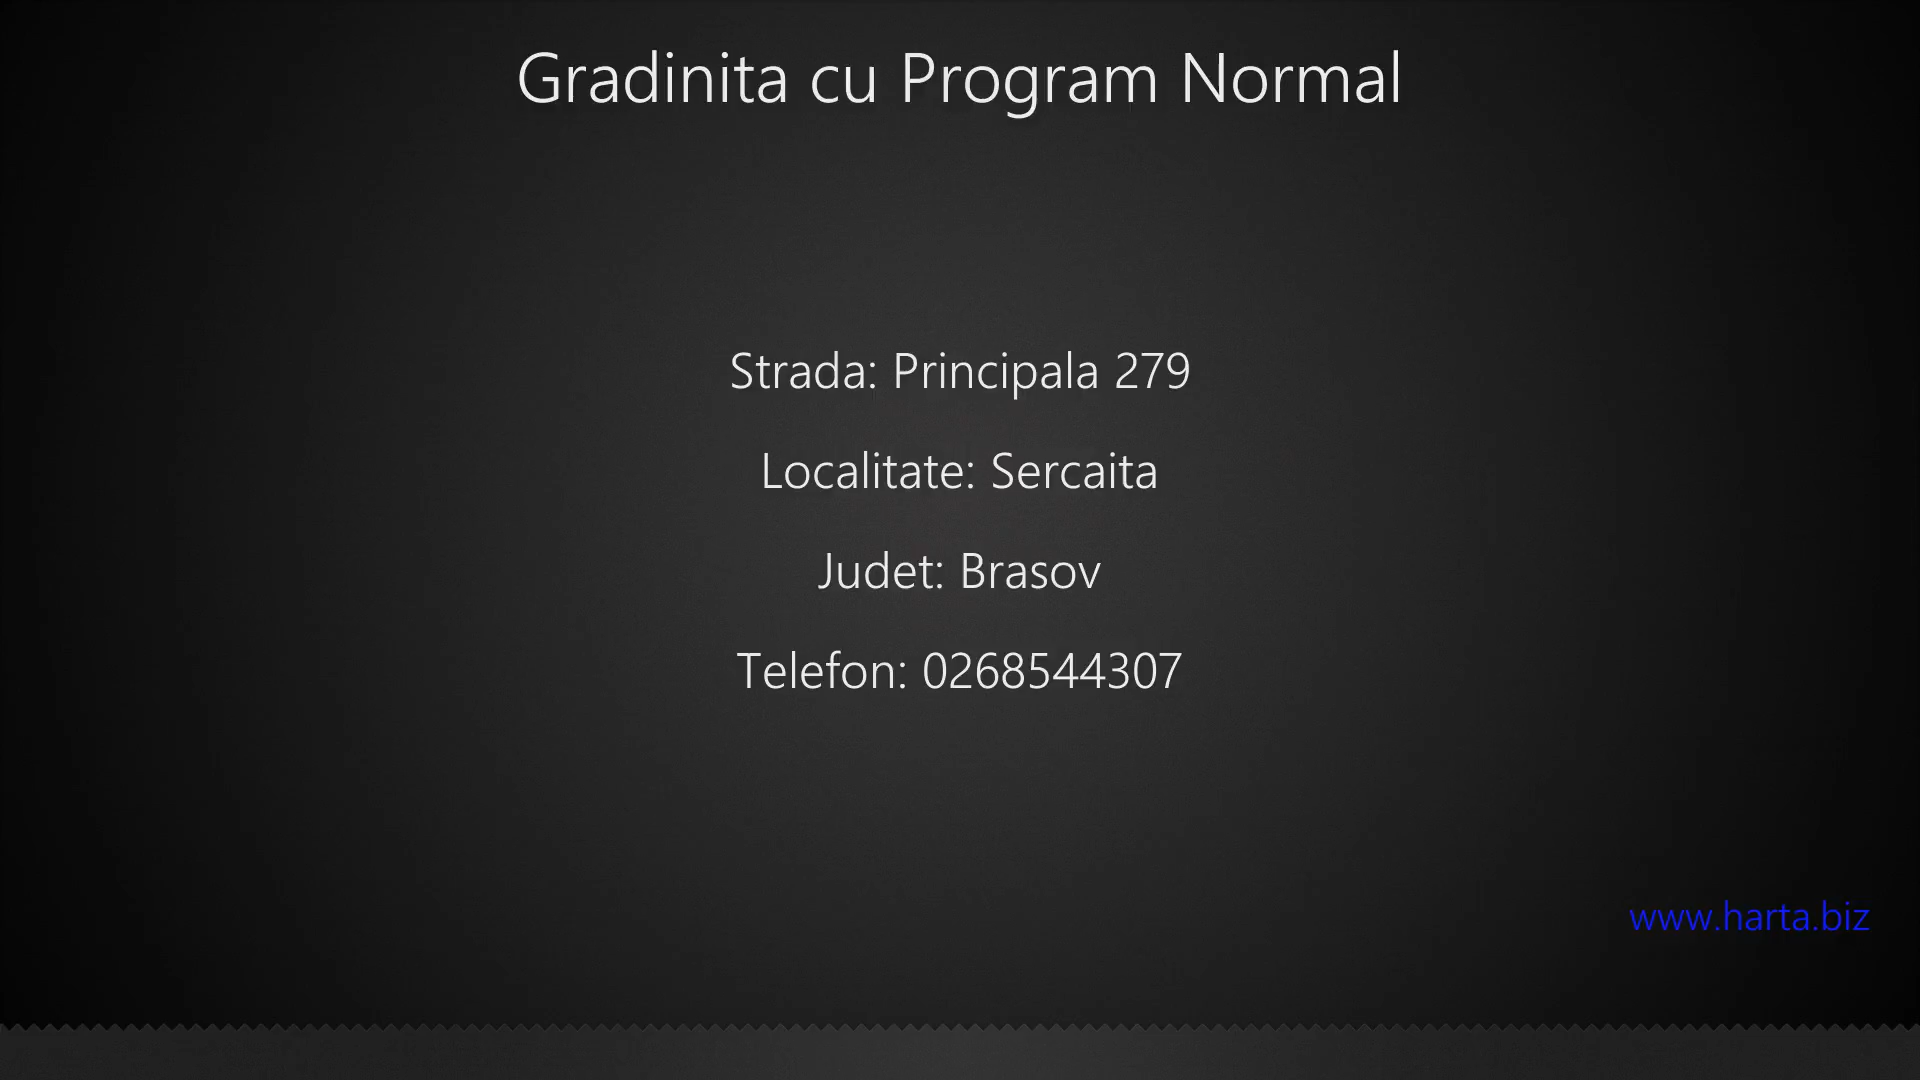 Gradinita cu Program Normal
Strada: Principala 279
Localitate: Sercaita
Judet: Brasov
Telefon: 0268544307
www.harta.biz